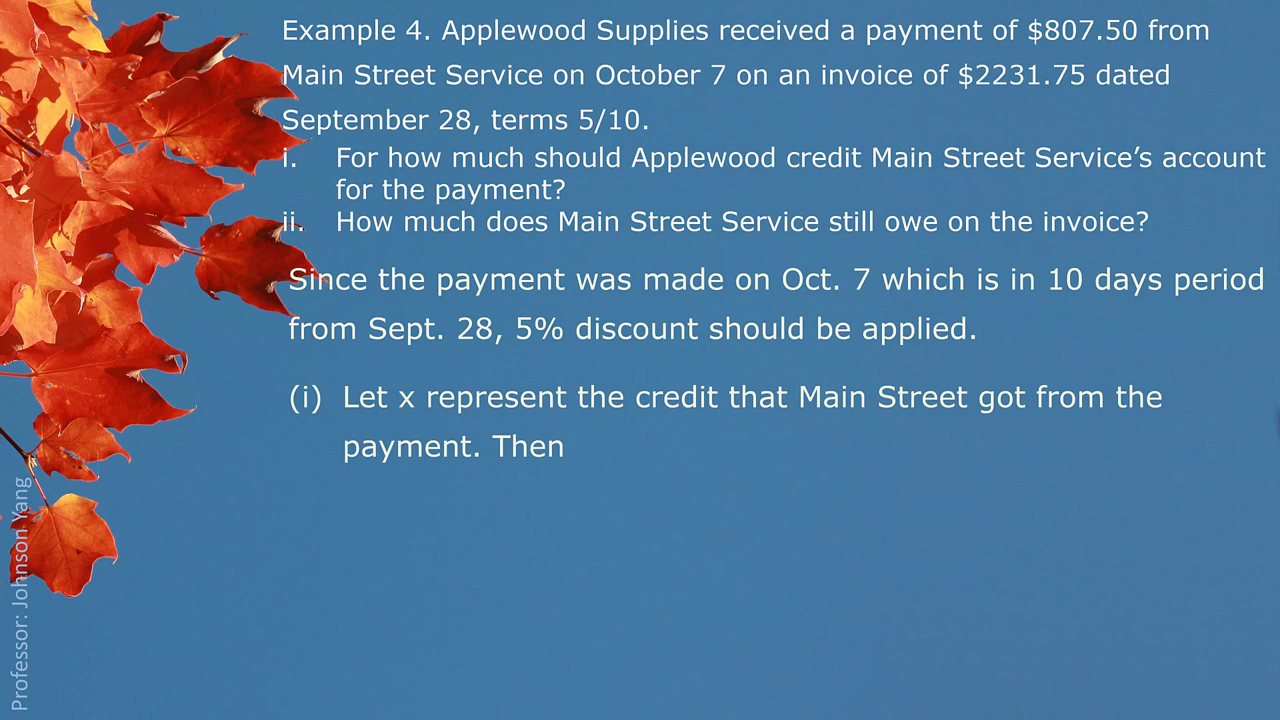 Example 4. Applewood Supplies received a payment of $807.50 from
Main Street Service on October 7 on an invoice of $2231.75 dated
September 28, terms 5/10.
i. For how much should Applewood credit Main Street Service’s account
for the payment?
ii. How much does Main Street Service still owe on the invoice?
Since the payment was made on Oct. 7 which is in 10 days period
from Sept. 28, 5% discount should be applied.
(i) Let x represent the credit that Main Street got from the
payment. Then
Professor: Johnson Yang